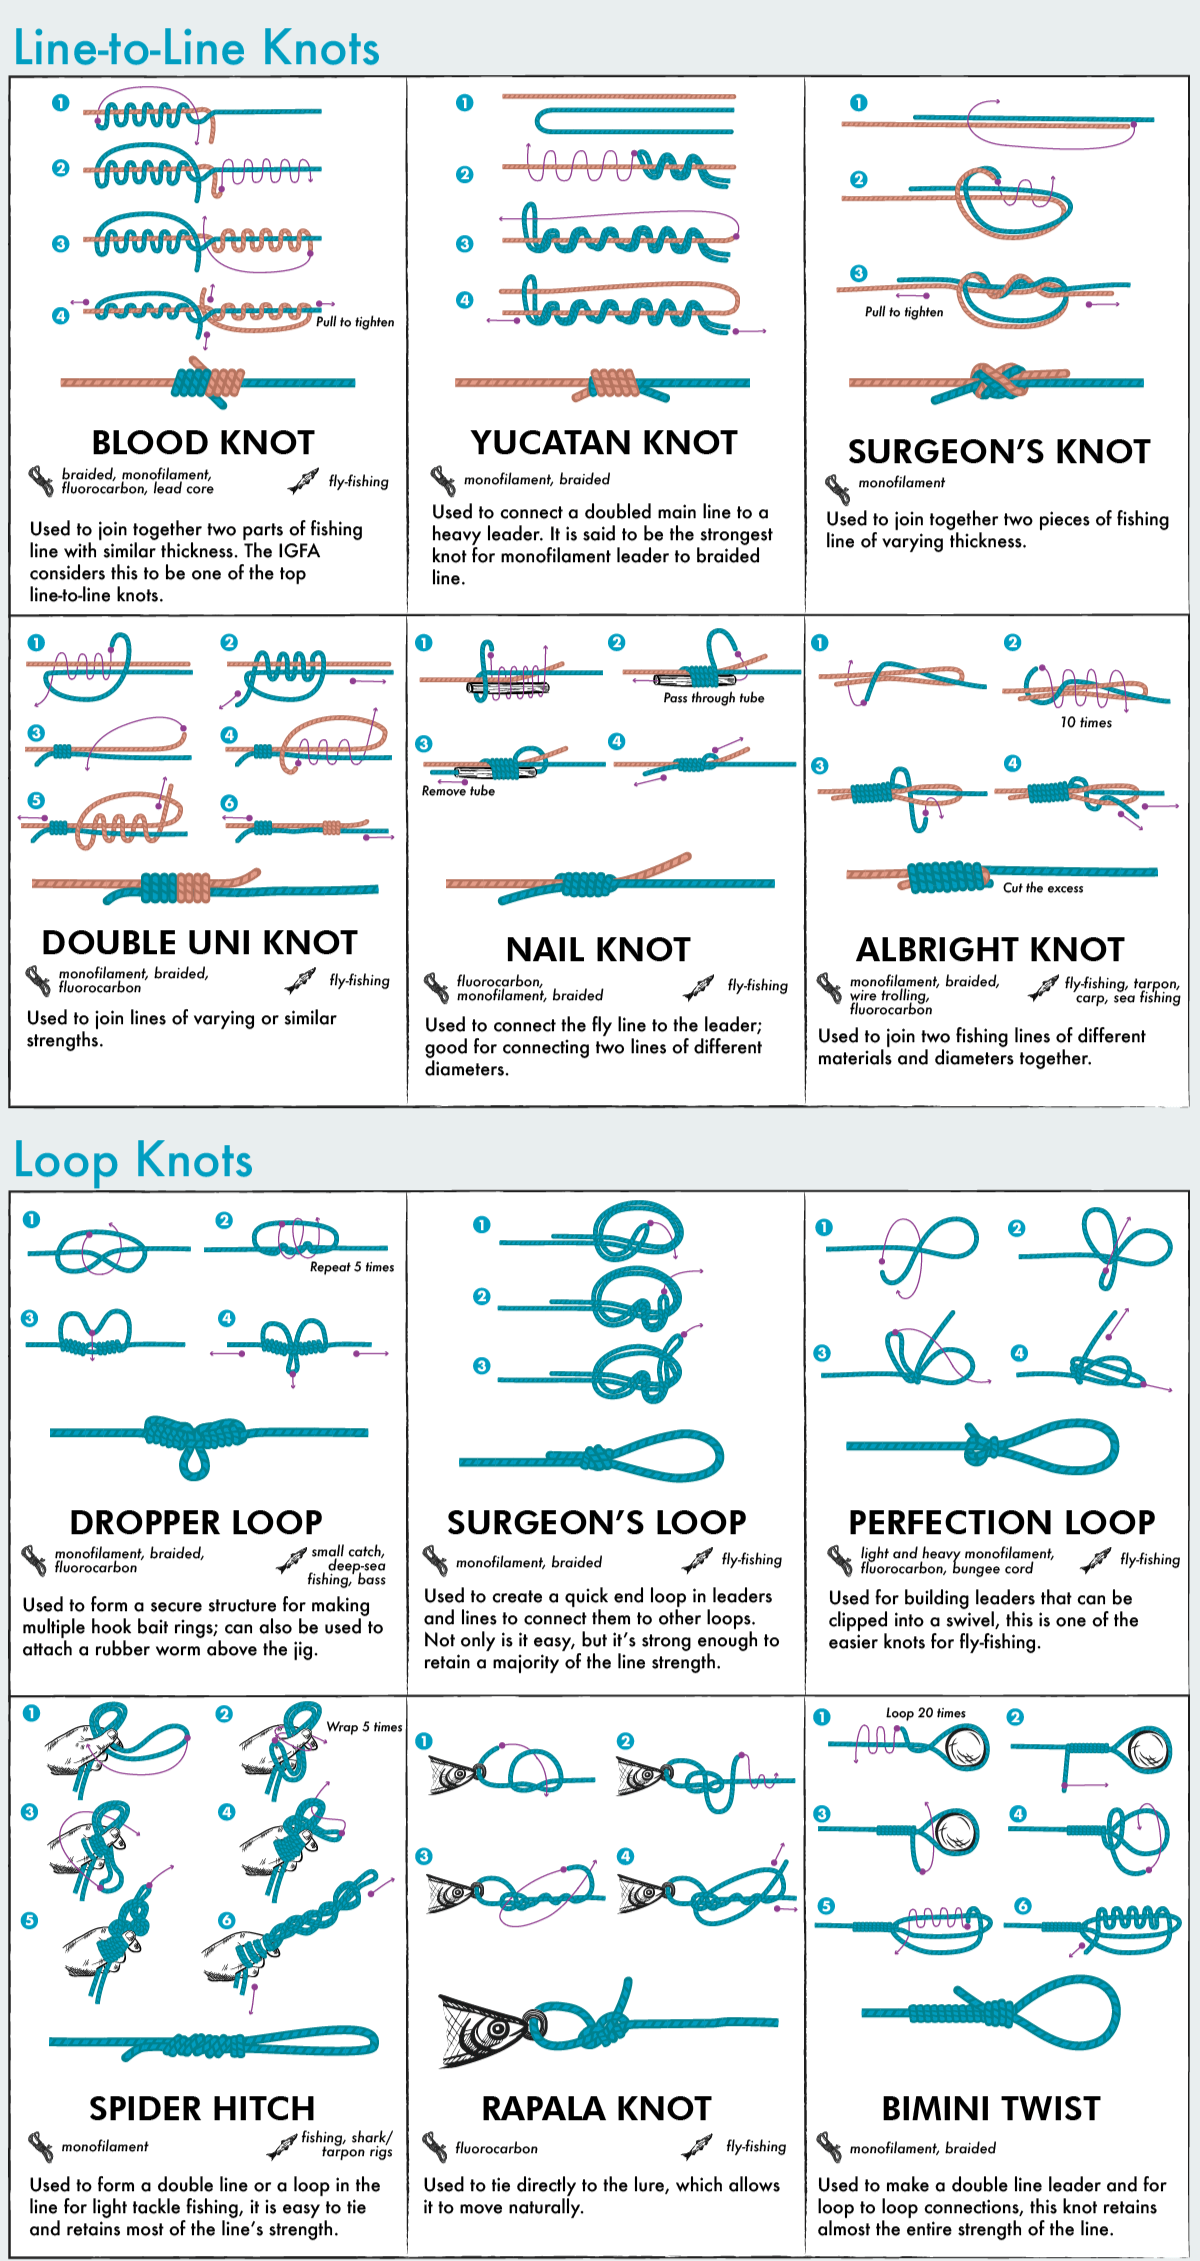 Line-to-Line Knots
1
2
3
4
Pull to tighten
BLOOD KNOT
braided, monofilament,
fluorocarbon, lead core
fly-fishing
Used to join together two parts of fishing
line with similar thickness. The IGFA
considers this to be one of the top
line-to-line knots.
1
2
3
4
YUCATAN KNOT
monofilament, braided
Used to connect a doubled main line to a
heavy leader. It is said to be the strongest
knot for monofilament leader to braided
line.
1
2
3
Pull to tighten
SURGEON'S KNOT
monofilament
Used to join together two pieces of fishing
line of varying thickness.
1
2
3
4
5
6
DOUBLE UNI KNOT
monofilament, braided,
fluorocarbon
fly-fishing
Used to join lines of varying or similar
strengths.
1
2
Pass through tube
3
4
Remove tube
NAIL KNOT
fluorocarbon,
monofilament, braided
fly-fishing
Used to connect the fly line to the leader;
good for connecting two lines of different
diameters.
1
2
10 times
3
4
Cut the excess
ALBRIGHT KNOT
monofilament, braided,
wire trolling,
fluorocarbon
fly-fishing, tarpon,
carp, sea fishing
Used to join two fishing lines of different
materials and diameters together.
Loop Knots
1
2
Repeat 5 times
3
4
DROPPER LOOP
monofilament, braided,
fluorocarbon
small catch,
deep-sea
fishing, bass
Used to form a secure structure for making
multiple hook bait rings; can also be used to
attach a rubber worm above the jig.
1
2
3
SURGEON'S LOOP
monofilament, braided
fly-fishing
Used to create a quick end loop in leaders
and lines to connect them to other loops.
Not only is it easy, but it's strong enough to
retain a majority of the line strength.
1
2
3
4
PERFECTION LOOP
light and heavy monofilament,
fluorocarbon, bungee cord
fly-fishing
Used for building leaders that can be
clipped into a swivel, this is one of the
easier knots for fly-fishing.
1
2
Wrap 5 times
3
4
5
6
SPIDER HITCH
monofilament
fishing, shark/
tarpon rigs
Used to form a double line or a loop in the
line for light tackle fishing, it is easy to tie
and retains most of the line's strength.
1
2
3
4
RAPALA KNOT
fluorocarbon
fly-fishing
Used to tie directly to the lure, which allows
it to move naturally.
1
Loop 20 times
2
3
4
5
6
BIMINI TWIST
monofilament, braided
Used to make a double line leader and for
loop to loop connections, this knot retains
almost the entire strength of the line.